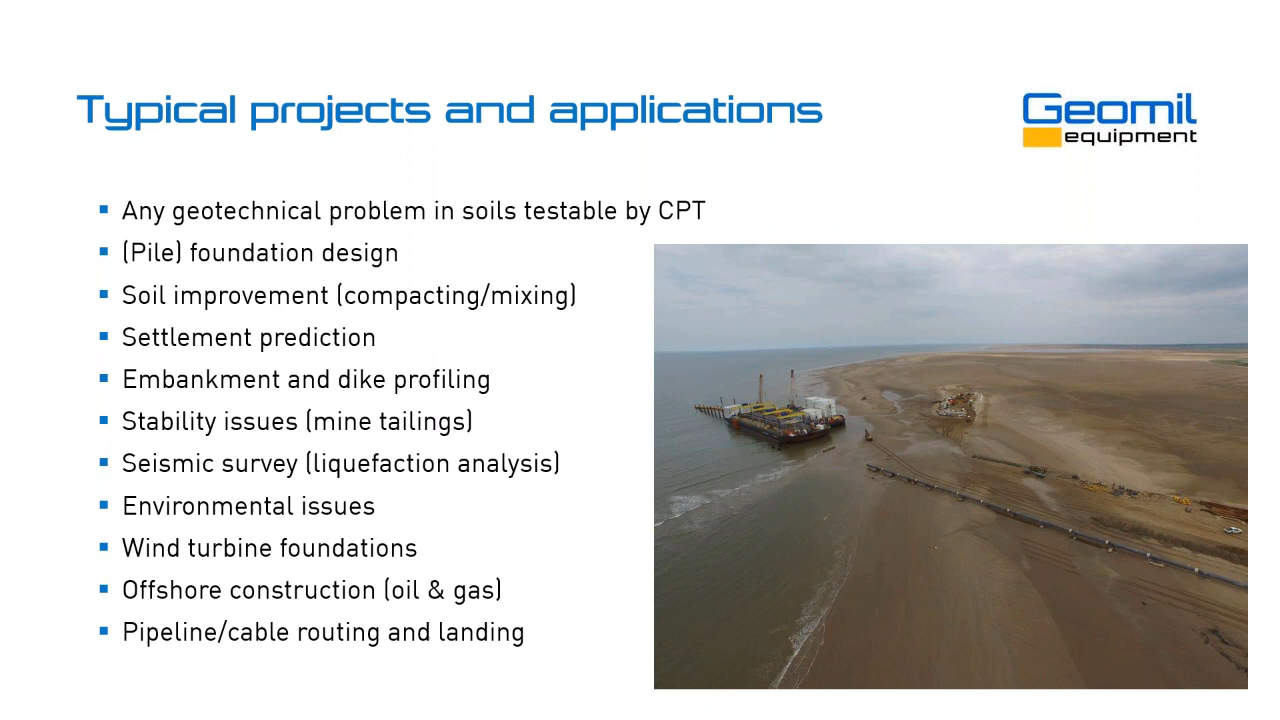 Typical projects and applications
Geomil
equipment
Any geotechnical problem in soils testable by CPT
(Pile) foundation design
Soil improvement (compacting/mixing)
Settlement prediction
Embankment and dike profiling
Stability issues (mine tailings)
Seismic survey (liquefaction analysis)
Environmental issues
Wind turbine foundations
Offshore construction (oil & gas)
Pipeline/cable routing and landing